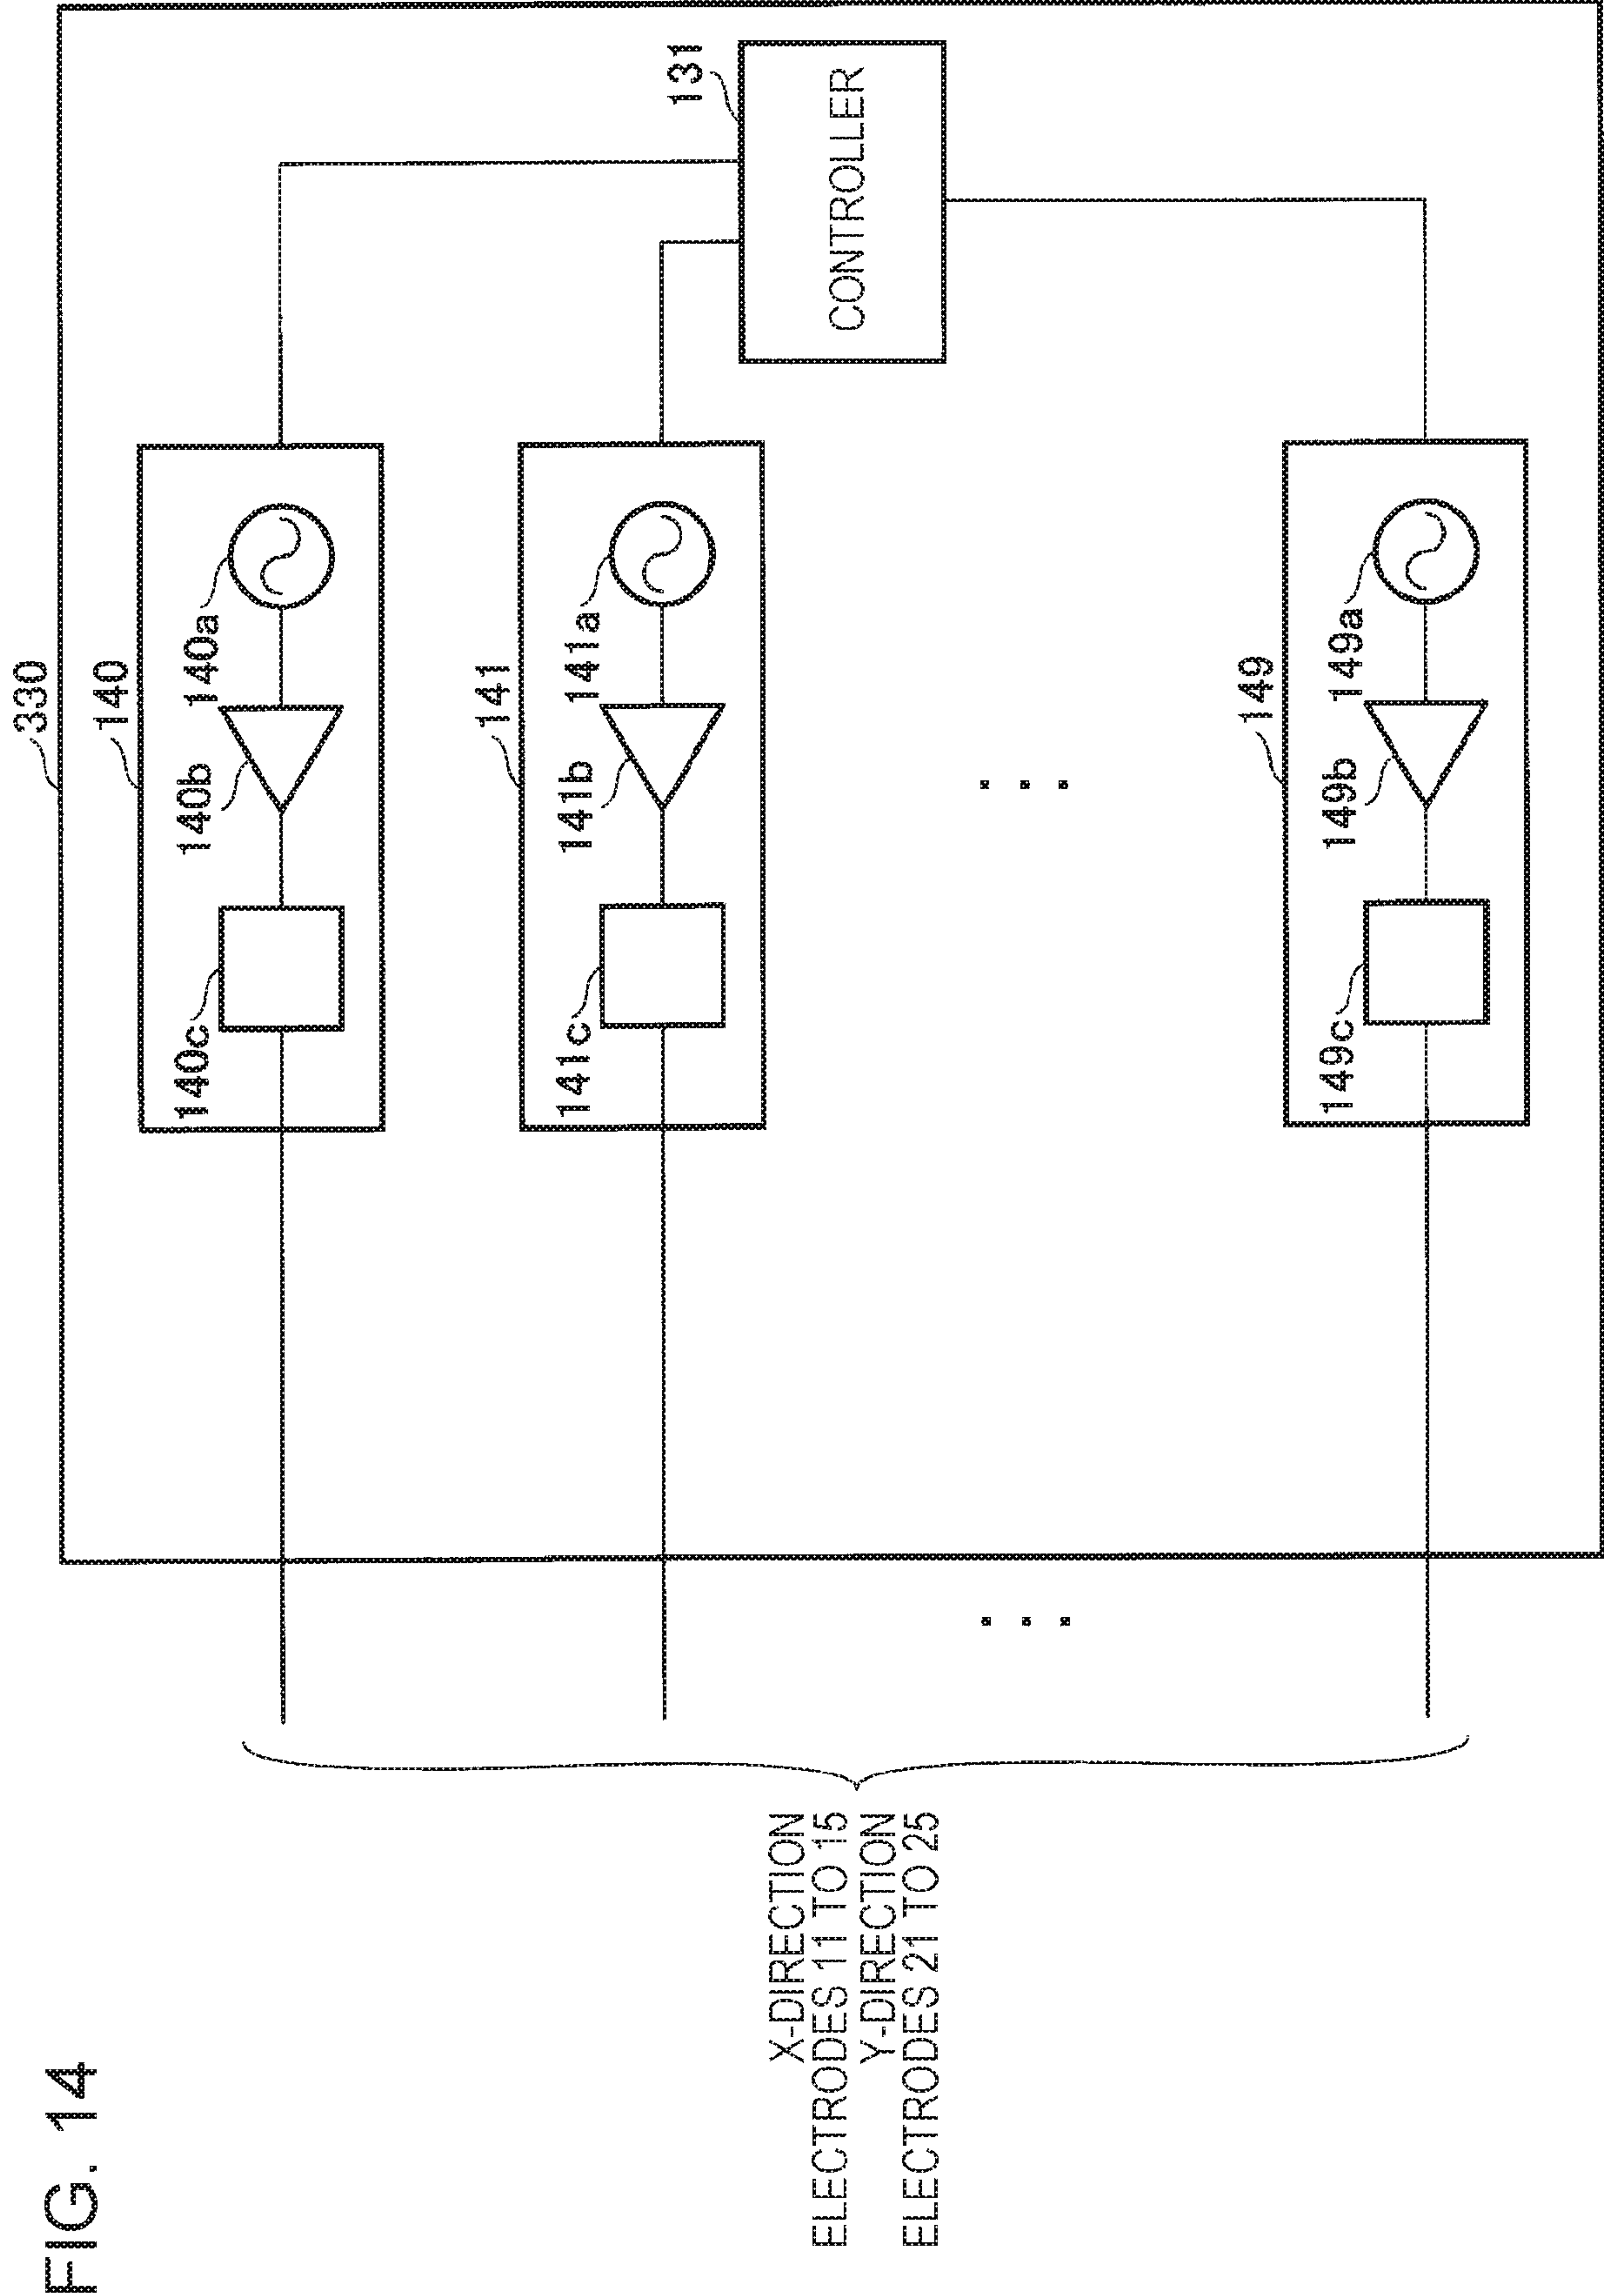 FIG. 14
330
140
140c
140b
140a
141
141c
141b
141a
131
CONTROLLER
X-DIRECTION
ELECTRODES 11 TO 15
Y-DIRECTION
ELECTRODES 21 TO 25
. . .
. . .
149
149c
149b
149a